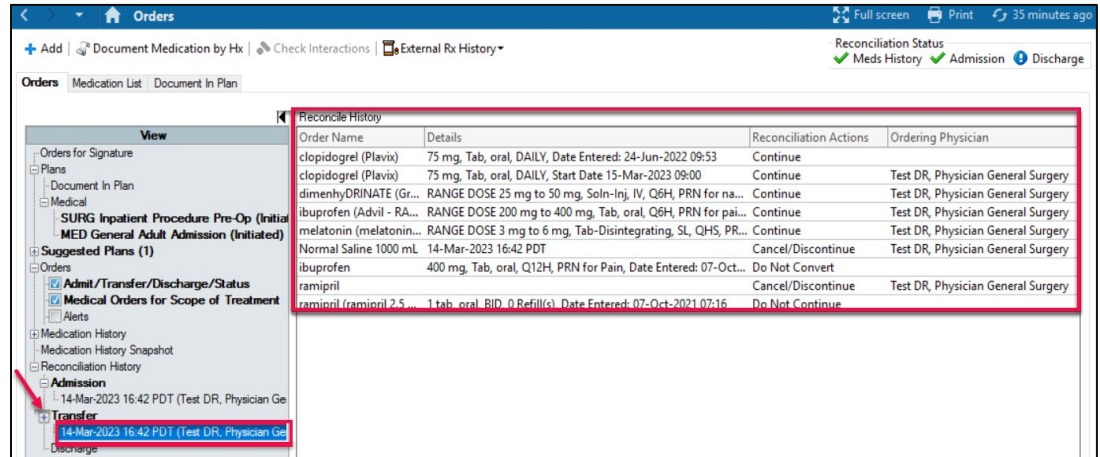 Orders
Full screen Print 35 minutes ago
Add | Document Medication by Hx | Check Interactions | External Rx History
Reconciliation Status
Meds History Admission Discharge
Orders Medication List Document In Plan
View
Orders for Signature
Plans
Document In Plan
Medical
SURG Inpatient Procedure Pre-Op (Initial
MED General Adult Admission (Initiated)
Suggested Plans (1)
Orders
Admit/Transfer/Discharge/Status
Medical Orders for Scope of Treatment
Alerts
Medication History
Medication History Snapshot
Reconciliation History
Admission
14-Mar-2023 16:42 PDT (Test DR, Physician Ge
Transfer
14-Mar-2023 16:42 PDT (Test DR, Physician Ge
Discharge
Reconcile History
Order Name Details Reconciliation Actions Ordering Physician
clopidogrel (Plavix) 75 mg, Tab, oral, DAILY, Date Entered: 24-Jun-2022 09:53 Continue
clopidogrel (Plavix) 75 mg, Tab, oral, DAILY, Start Date 15-Mar-2023 09:00 Continue Test DR, Physician General Surgery
dimenhyDRINATE (Gr... RANGE DOSE 25 mg to 50 mg, Soln-Inj, IV, Q6H, PRN for na... Continue Test DR, Physician General Surgery
ibuprofen (Advil - RA... RANGE DOSE 200 mg to 400 mg, Tab, oral, Q6H, PRN for pai... Continue Test DR, Physician General Surgery
melatonin (melatonin... RANGE DOSE 3 mg to 6 mg, Tab-Disintegrating, SL, QHS, PR... Continue Test DR, Physician General Surgery
Normal Saline 1000 mL 14-Mar-2023 16:42 PDT Cancel/Discontinue Test DR, Physician General Surgery
ibuprofen 400 mg, Tab, oral, Q12H, PRN for Pain, Date Entered: 07-Oct... Do Not Convert
ramipril Cancel/Discontinue Test DR, Physician General Surgery
ramipril (ramipril 2.5 ... 1 tab, oral, BID, 0 Refill(s), Date Entered: 07-Oct-2021 07:16 Do Not Continue